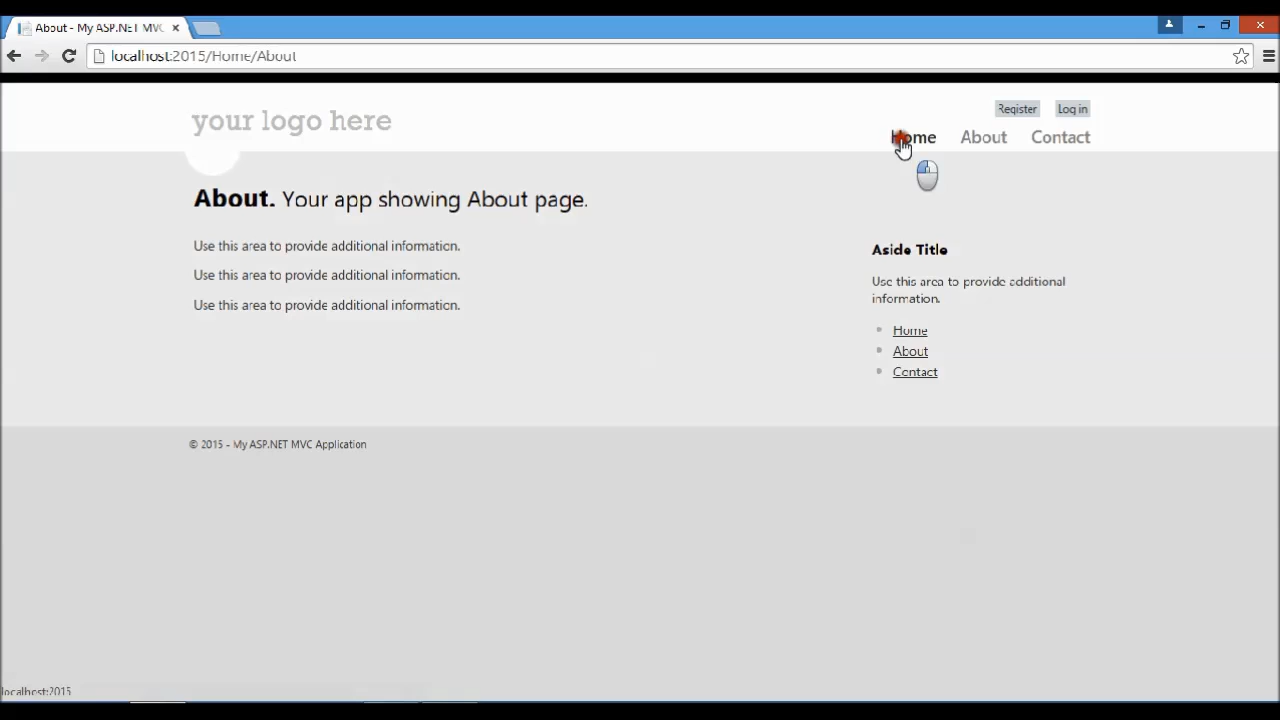 About - My ASP.NET MVC
localhost:2015/Home/About
your logo here
Register Log in
Home About Contact
About. Your app showing About page.
Use this area to provide additional information.
Use this area to provide additional information.
Use this area to provide additional information.
Aside Title
Use this area to provide additional
information.
Home
About
Contact
© 2015 - My ASP.NET MVC Application
localhost:2015